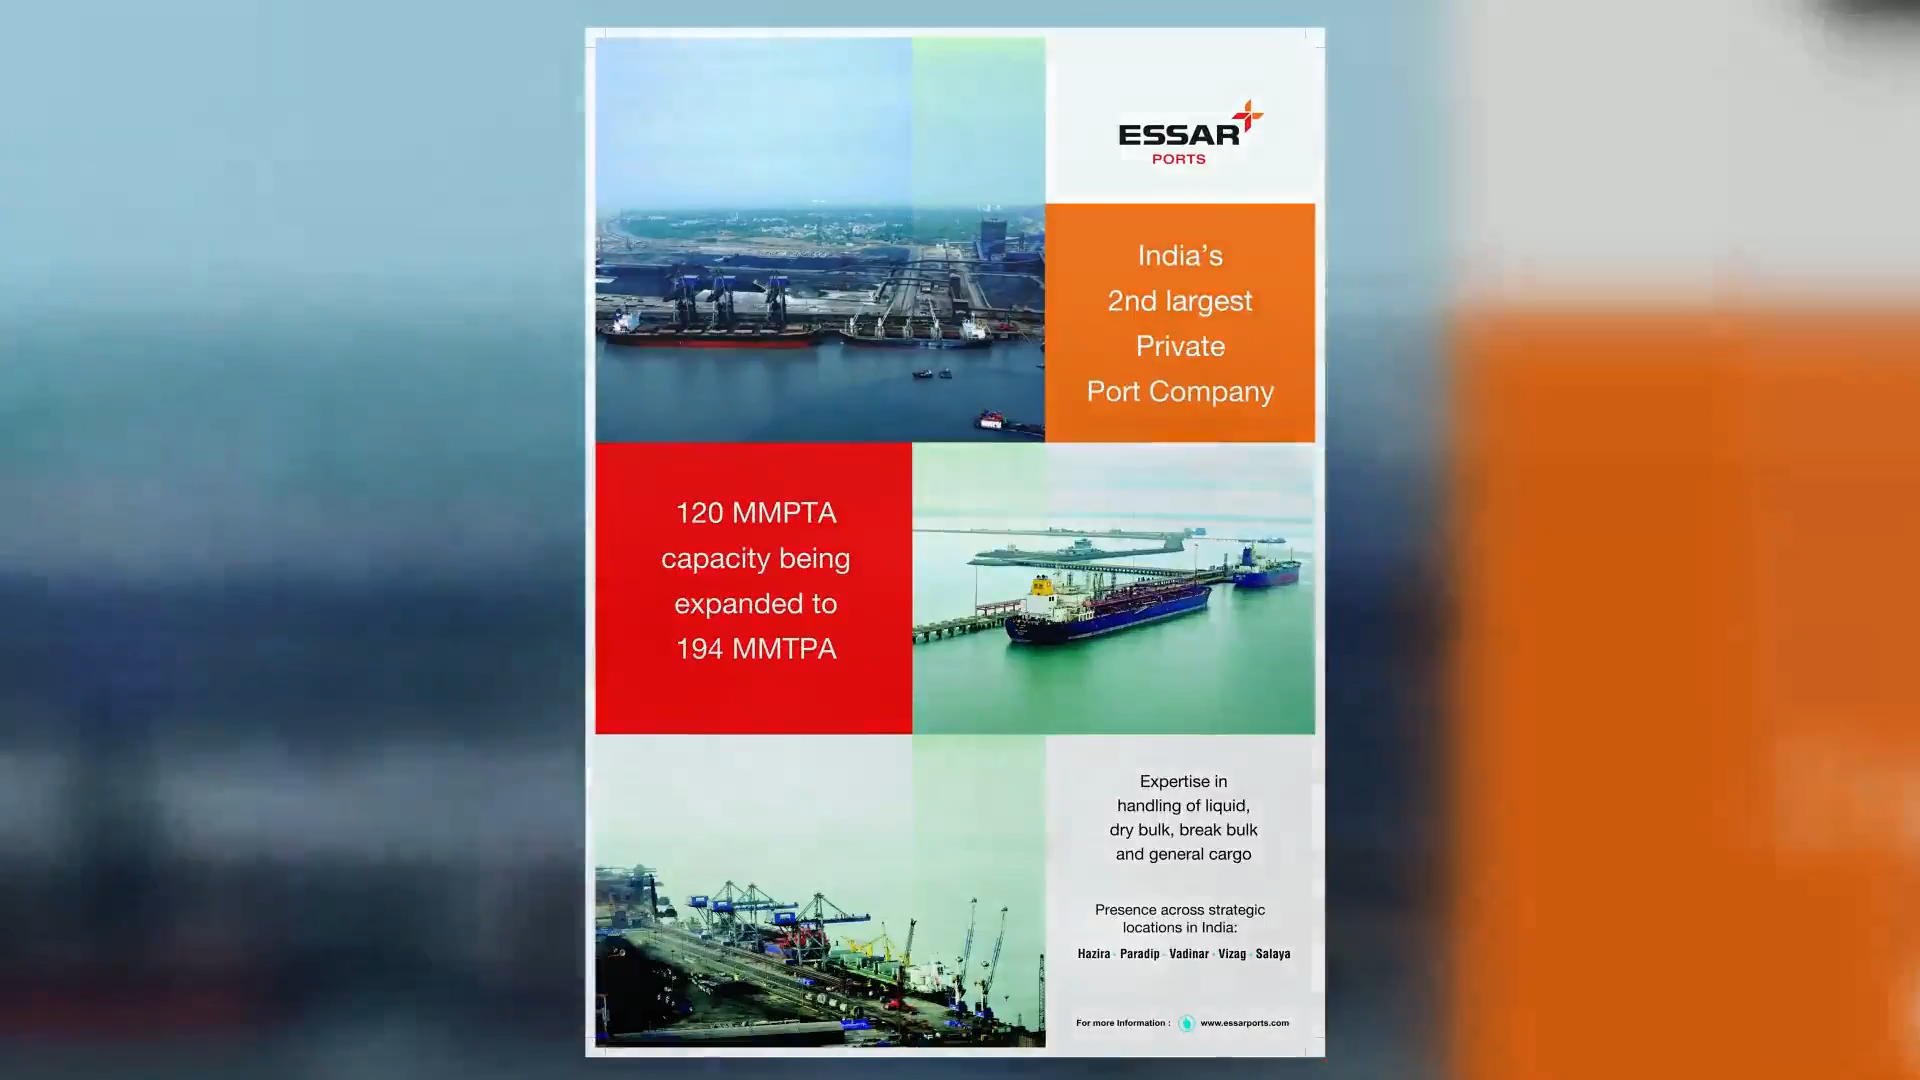 ESSAR
PORTS
India's
2nd largest
Private
Port Company
120 MMPTA
capacity being
expanded to
194 MMTPA
Expertise in
handling of liquid,
dry bulk, break bulk
and general cargo
Presence across strategic
locations in India:
Hazira · Paradip · Vadinar · Vizag · Salaya
For more Information : www.essarports.com